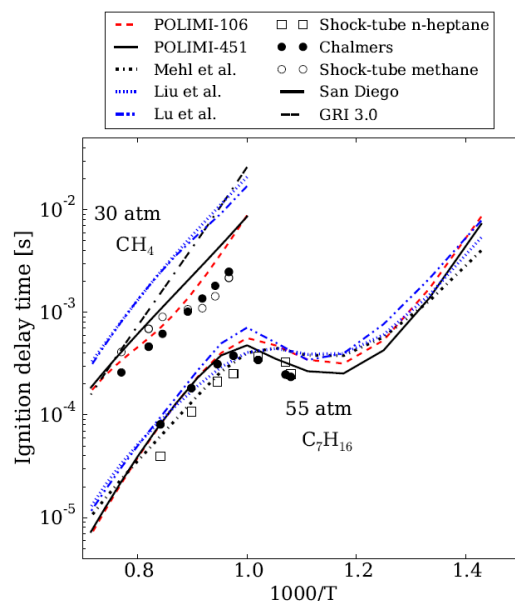 POLIMI-106
POLIMI-451
Mehl et al.
Liu et al.
Lu et al.
Shock-tube n-heptane
Chalmers
Shock-tube methane
San Diego
GRI 3.0
Ignition delay time [s]
10⁻²
10⁻³
10⁻⁴
10⁻⁵
30 atm
CH₄
55 atm
C₇H₁₆
0.8 1.0 1.2 1.4
1000/T